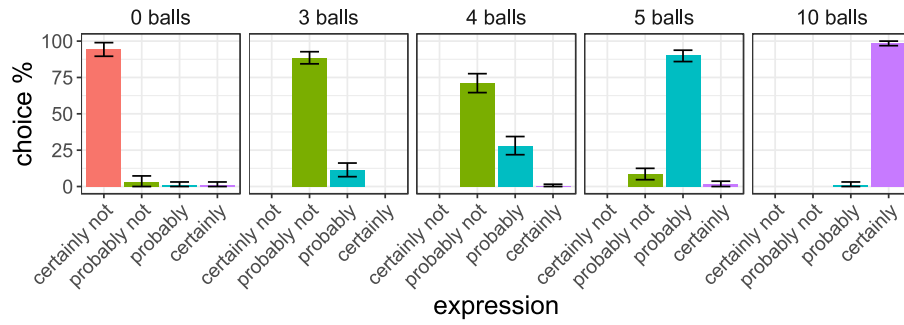 0 balls
3 balls
4 balls
5 balls
10 balls
choice %
100
75
50
25
0
certainly not
probably not
probably
certainly
certainly not
probably not
probably
certainly
certainly not
probably not
probably
certainly
certainly not
probably not
probably
certainly
certainly not
probably not
probably
certainly
expression